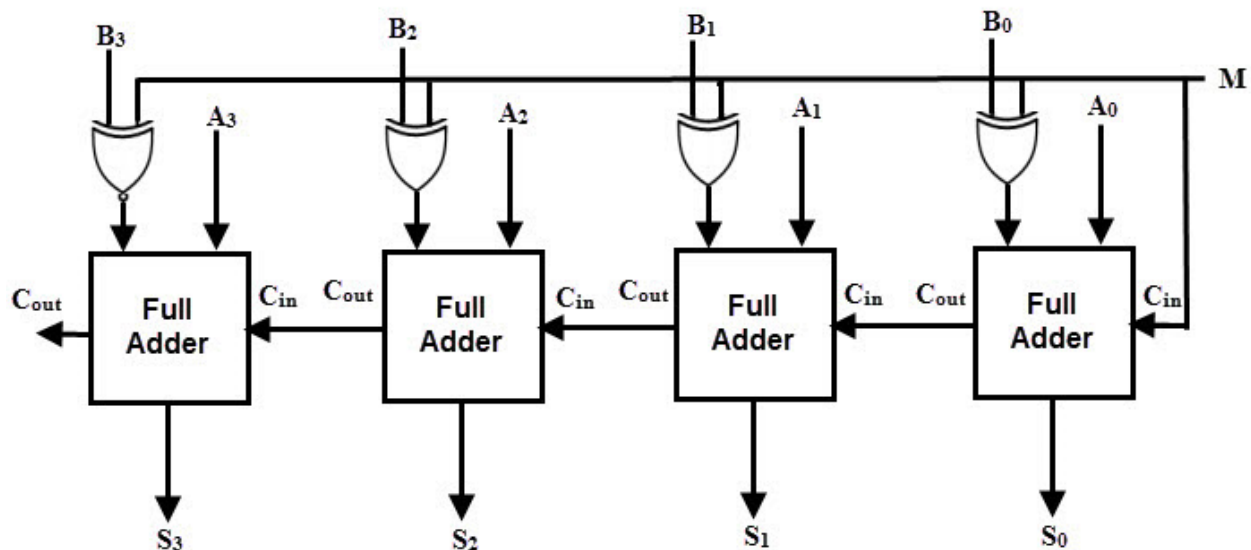 B₃ B₂ B₁ B₀
M
A₃ A₂ A₁ A₀
Cout Cin Cout Cin Cout Cin Cout Cin
Full Full Full Full
Adder Adder Adder Adder
S₃ S₂ S₁ S₀